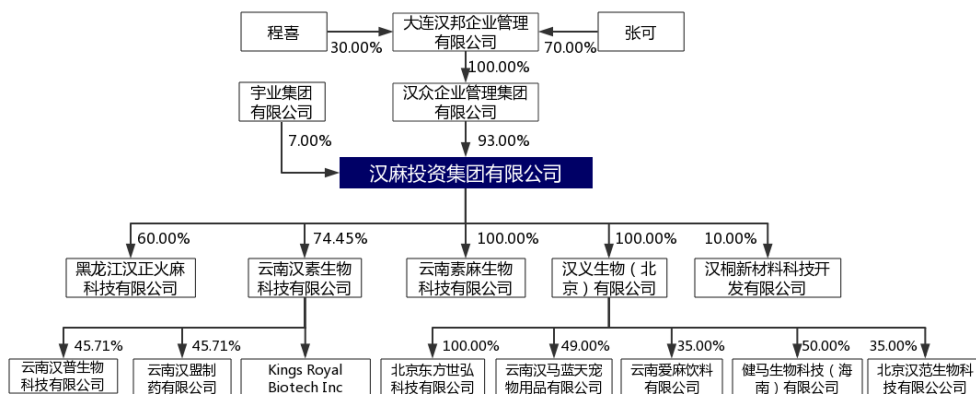 程喜
30.00%
大连汉邦企业管理
有限公司
70.00%
张可
100.00%
宇业集团
有限公司
汉众企业管理集团
有限公司
7.00%
93.00%
汉麻投资集团有限公司
60.00%
74.45%
100.00%
100.00%
10.00%
黑龙江汉正火麻
科技有限公司
云南汉素生物
科技有限公司
云南素麻生物
科技有限公司
汉义生物（北
京）有限公司
汉桐新材料科技开
发有限公司
45.71%
45.71%
100.00%
49.00%
35.00%
50.00%
35.00%
云南汉普生物
科技有限公司
云南汉盟制
药有限公司
Kings Royal
Biotech Inc
北京东方世弘
科技有限公司
云南汉马蓝天宠
物用品有限公司
云南爱麻饮料
有限公司
健马生物科技（海
南）有限公司
北京汉范生物科
技有限公公司